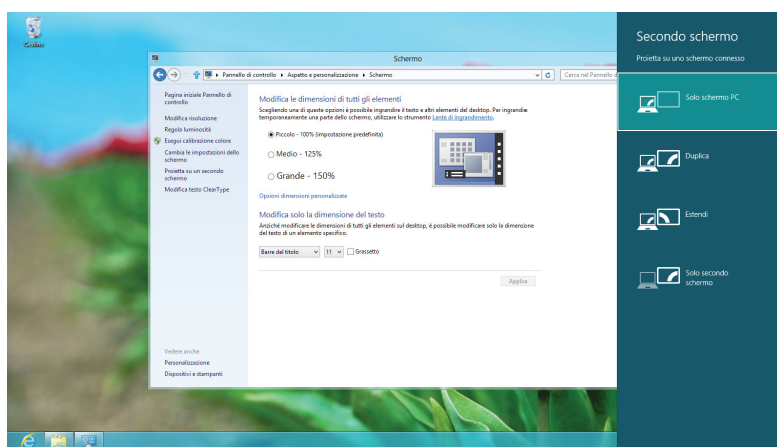 Cestino
Schermo
Pannello di controllo
Aspetto e personalizzazione
Schermo
Cerca nel Pannello d
Pagina iniziale Pannello di
controllo
Modifica risoluzione
Regola luminosità
Esegui calibrazione colore
Cambia le impostazioni dello
schermo
Proietta su un secondo
schermo
Modifica testo ClearType
Vedere anche
Personalizzazione
Dispositivi e stampanti
Modifica le dimensioni di tutti gli elementi
Scegliendo una di queste opzioni è possibile ingrandire il testo e altri elementi del desktop. Per ingrandire
temporaneamente una parte dello schermo, utilizzare lo strumento Lente di ingrandimento.
Piccolo - 100% (impostazione predefinita)
Medio - 125%
Grande - 150%
Opzioni dimensioni personalizzate
Modifica solo la dimensione del testo
Anziché modificare le dimensioni di tutti gli elementi sul desktop, è possibile modificare solo la dimensione
del testo di un elemento specifico.
Barre del titolo 11 Grassetto
Applica
Secondo schermo
Proietta su uno schermo connesso
Solo schermo PC
Duplica
Estendi
Solo secondo
schermo